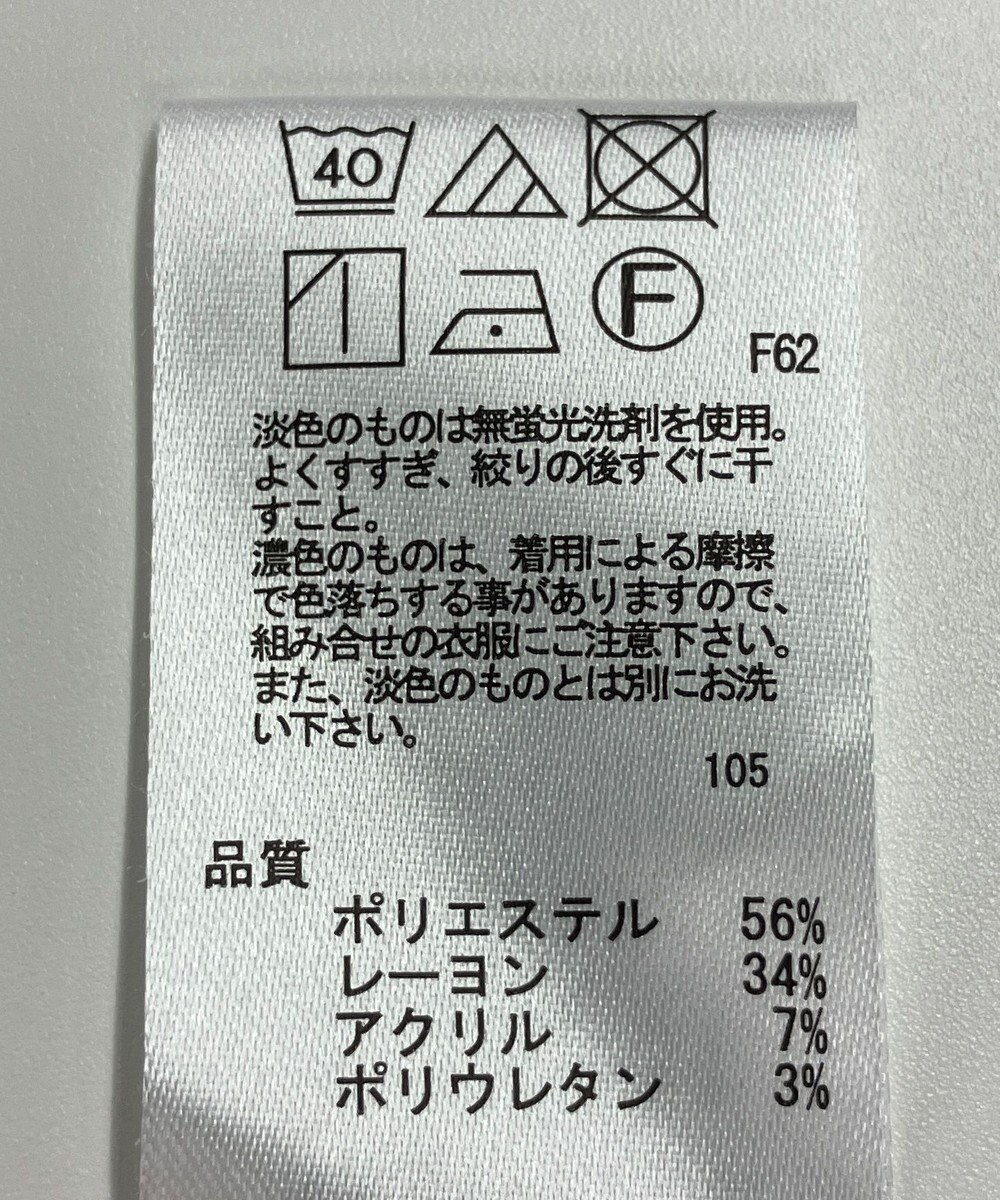 40
F
F62
淡色のものは無蛍光洗剤を使用。
よくすすぎ、絞りの後すぐに干
すこと。
濃色のものは、着用による摩擦
で色落ちする事がありますので、
組み合せの衣服にご注意下さい。
また、淡色のものとは別にお洗
い下さい。
105
品質
ポリエステル 56%
レーヨン 34%
アクリル 7%
ポリウレタン 3%